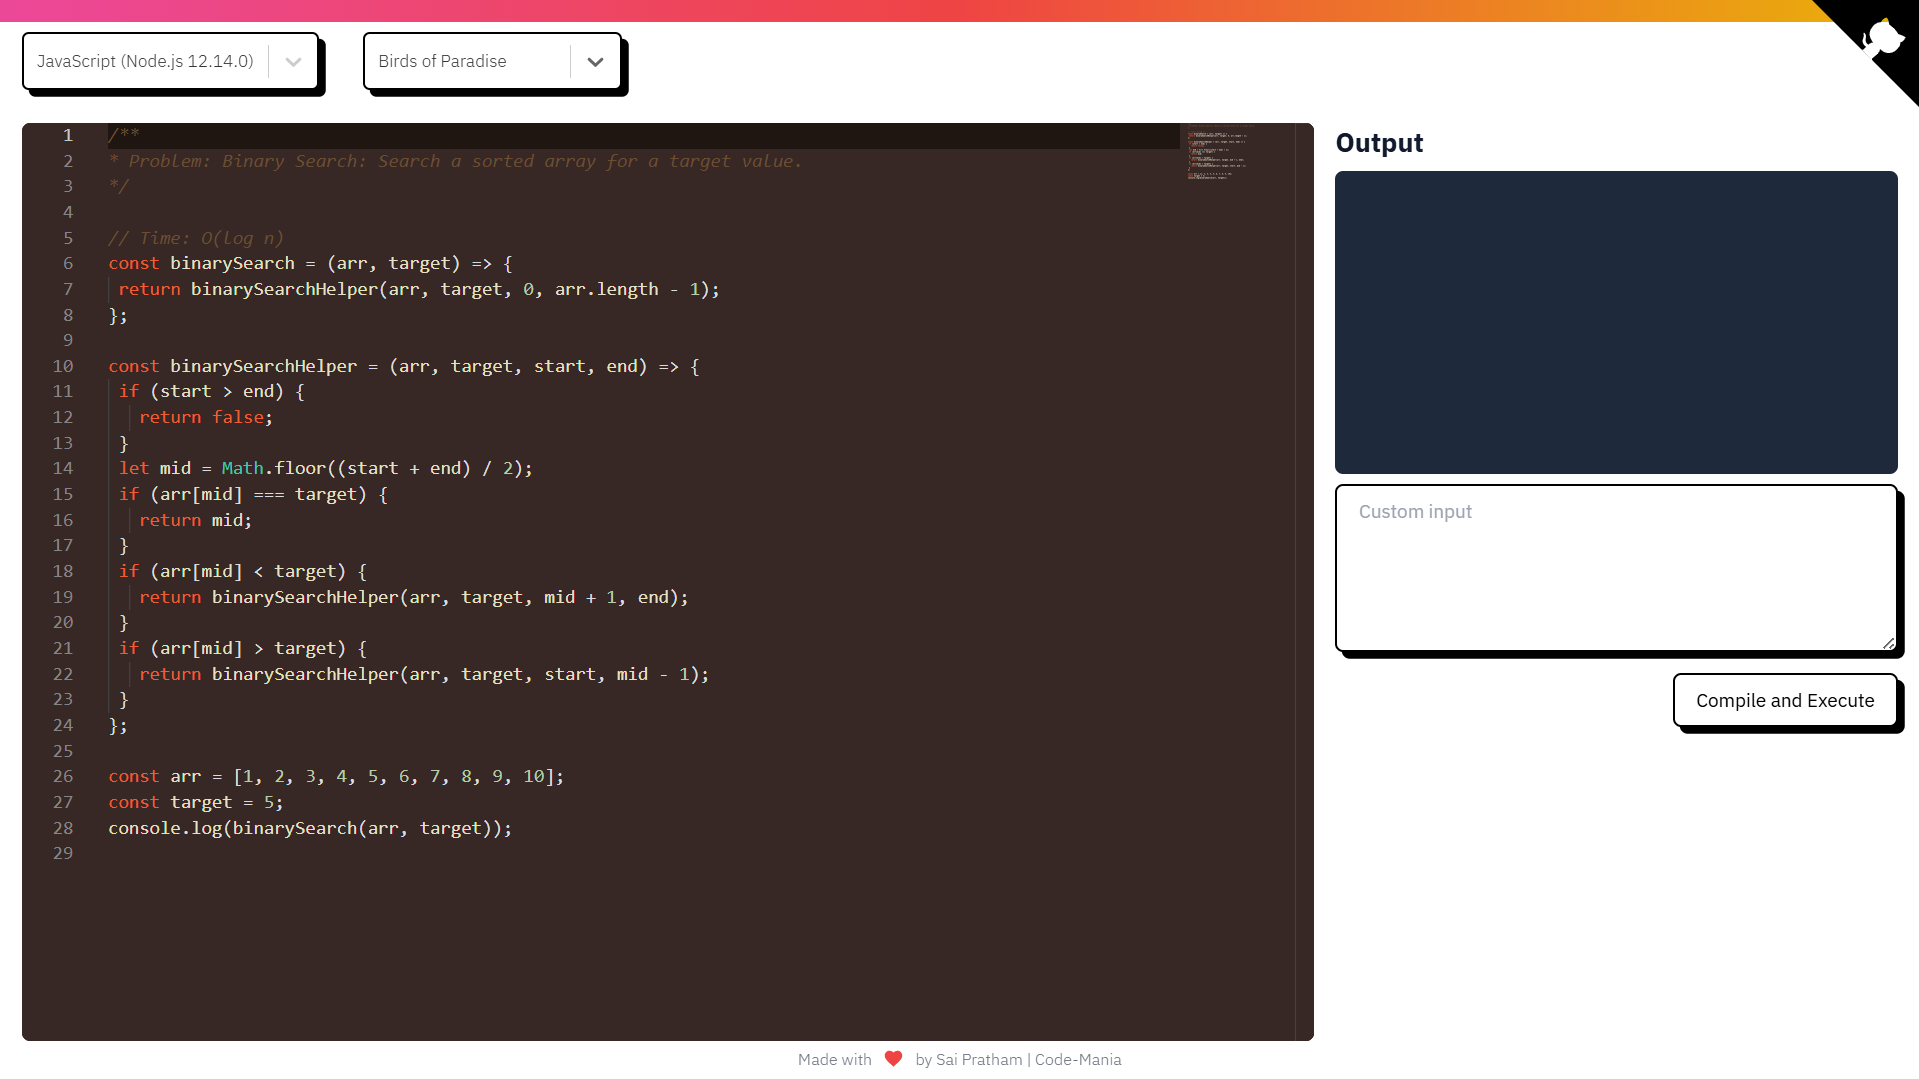 JavaScript (Node.js 12.14.0)
Birds of Paradise
1 /**
2 * Problem: Binary Search: Search a sorted array for a target value.
3 */
4
5 // Time: O(log n)
6 const binarySearch = (arr, target) => {
7 return binarySearchHelper(arr, target, 0, arr.length - 1);
8 };
9
10 const binarySearchHelper = (arr, target, start, end) => {
11 if (start > end) {
12 return false;
13 }
14 let mid = Math.floor((start + end) / 2);
15 if (arr[mid] === target) {
16 return mid;
17 }
18 if (arr[mid] < target) {
19 return binarySearchHelper(arr, target, mid + 1, end);
20 }
21 if (arr[mid] > target) {
22 return binarySearchHelper(arr, target, start, mid - 1);
23 }
24 };
25
26 const arr = [1, 2, 3, 4, 5, 6, 7, 8, 9, 10];
27 const target = 5;
28 console.log(binarySearch(arr, target));
29
Output
Custom input
Compile and Execute
Made with ❤ by Sai Pratham | Code-Mania